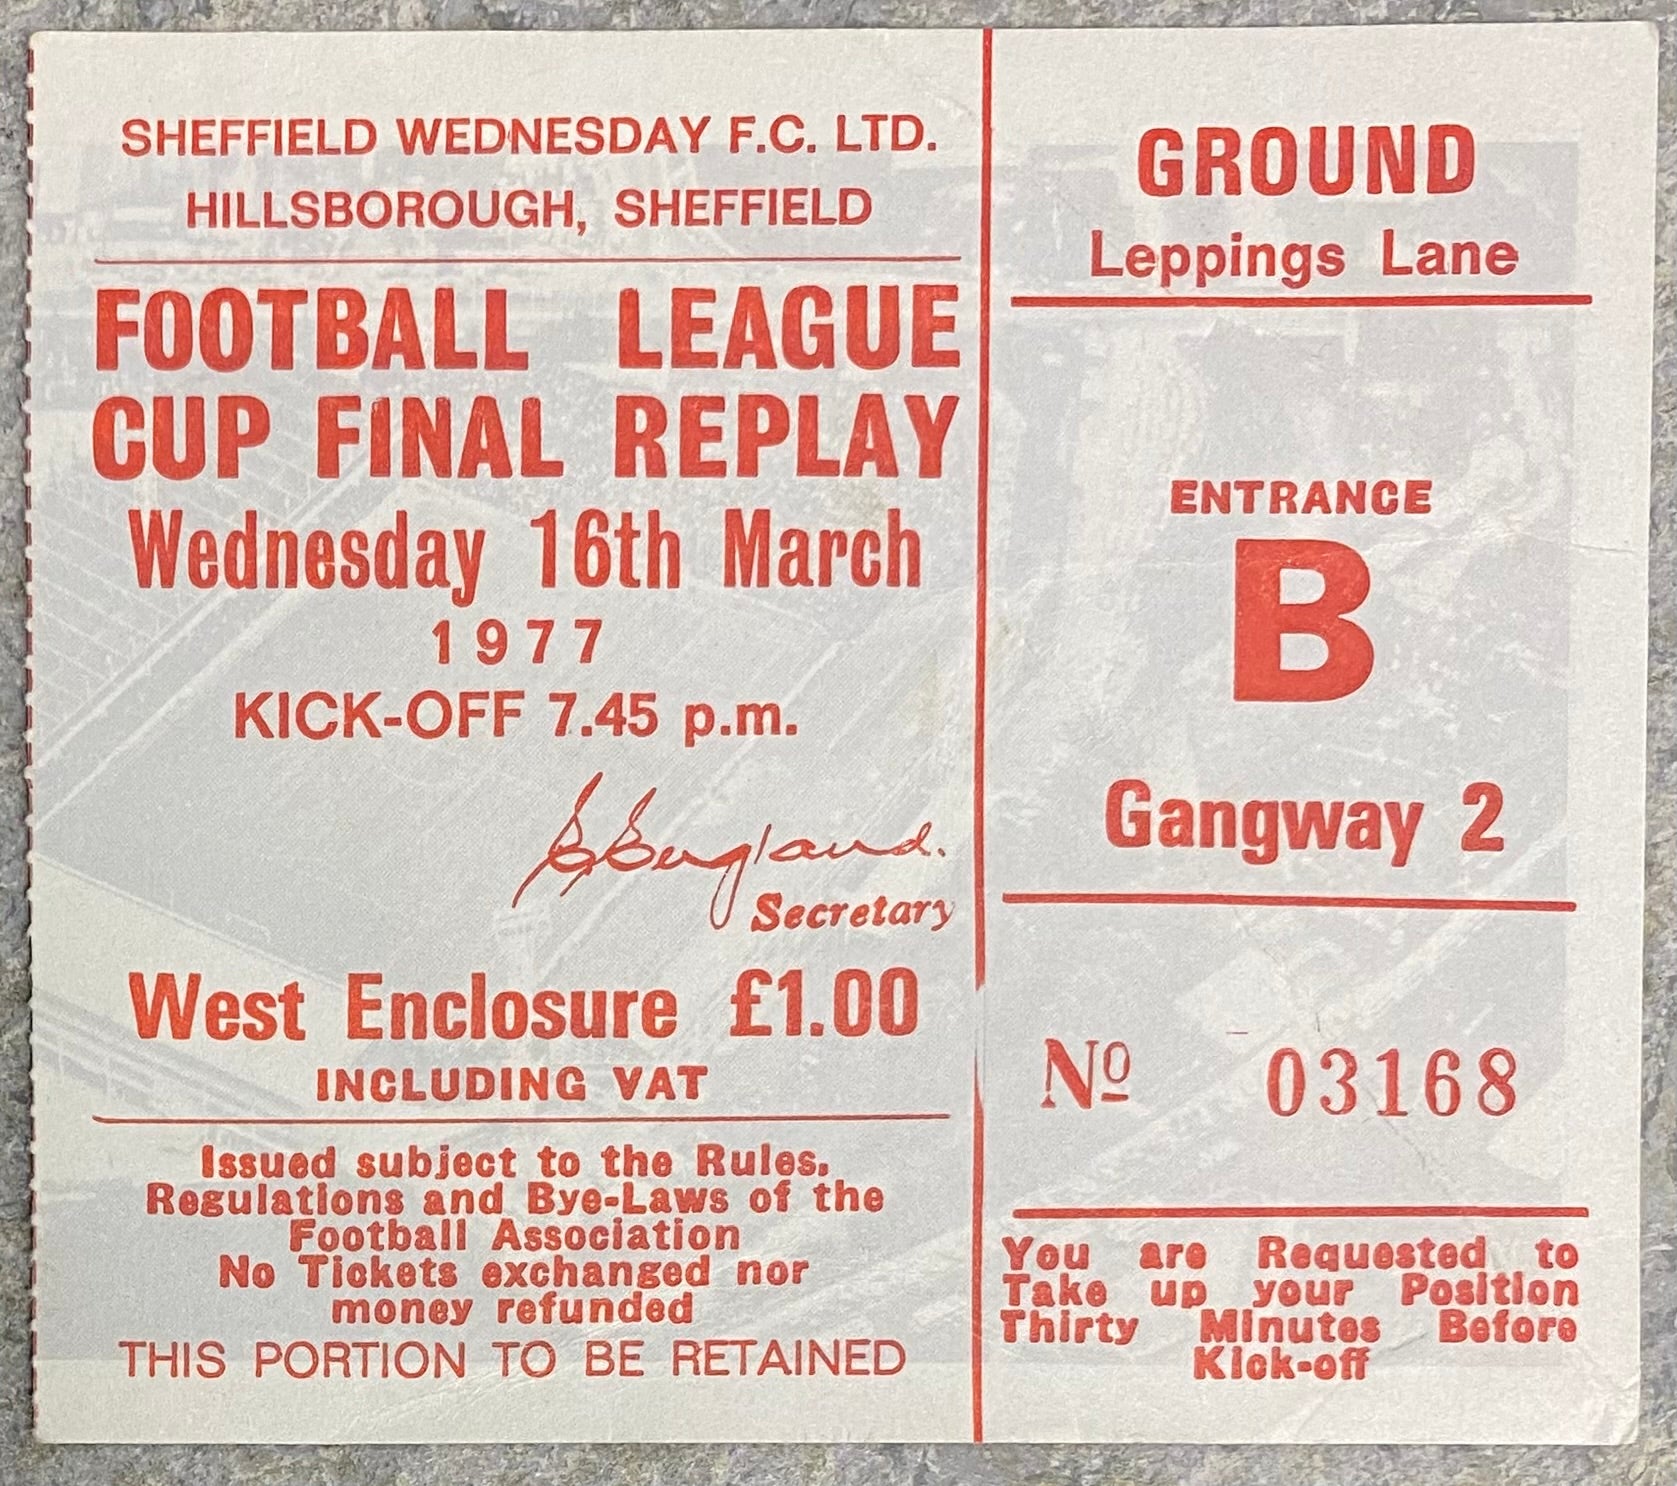 SHEFFIELD WEDNESDAY F.C. LTD.
HILLSBOROUGH, SHEFFIELD
FOOTBALL LEAGUE
CUP FINAL REPLAY
Wednesday 16th March
1977
KICK-OFF 7.45 p.m.
Secretary
West Enclosure £1.00
INCLUDING VAT
Issued subject to the Rules,
Regulations and Bye-Laws of the
Football Association
No Tickets exchanged nor
money refunded
THIS PORTION TO BE RETAINED
GROUND
Leppings Lane
ENTRANCE
B
Gangway 2
Nº 03168
You are Requested to
Take up your Position
Thirty Minutes Before
Kick-off